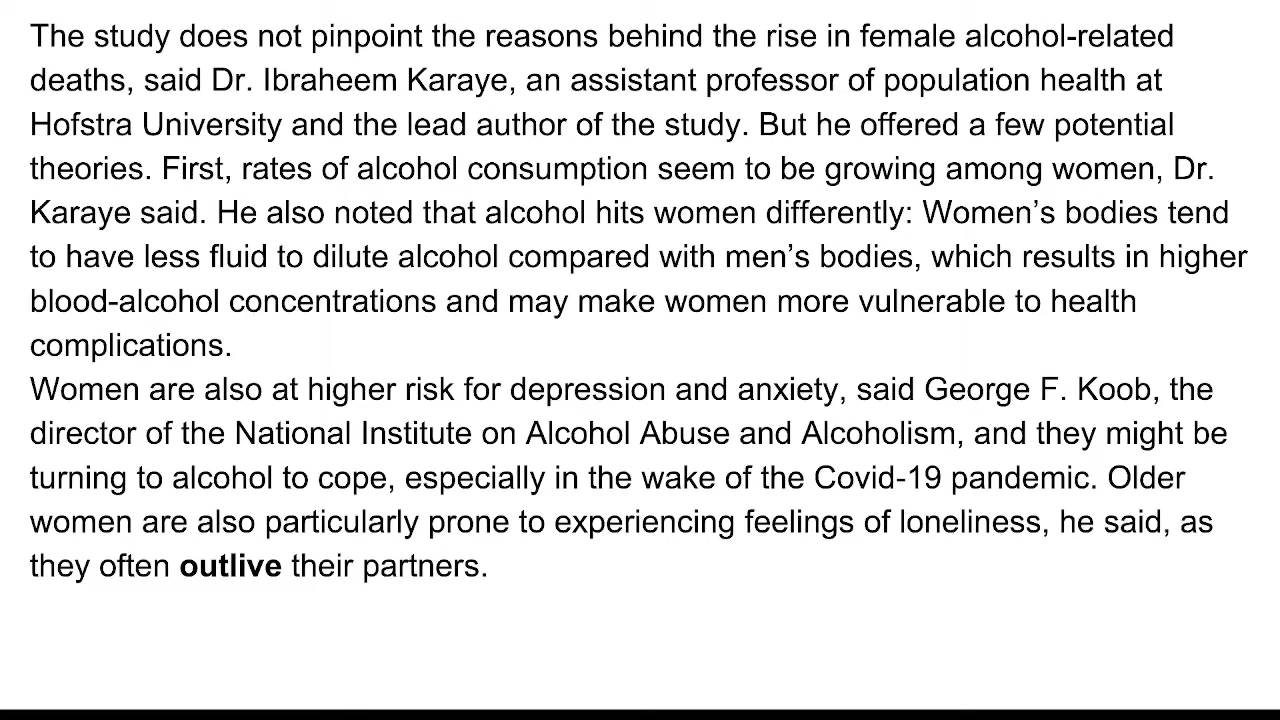 The study does not pinpoint the reasons behind the rise in female alcohol-related
deaths, said Dr. Ibraheem Karaye, an assistant professor of population health at
Hofstra University and the lead author of the study. But he offered a few potential
theories. First, rates of alcohol consumption seem to be growing among women, Dr.
Karaye said. He also noted that alcohol hits women differently: Women’s bodies tend
to have less fluid to dilute alcohol compared with men’s bodies, which results in higher
blood-alcohol concentrations and may make women more vulnerable to health
complications.
Women are also at higher risk for depression and anxiety, said George F. Koob, the
director of the National Institute on Alcohol Abuse and Alcoholism, and they might be
turning to alcohol to cope, especially in the wake of the Covid-19 pandemic. Older
women are also particularly prone to experiencing feelings of loneliness, he said, as
they often outlive their partners.